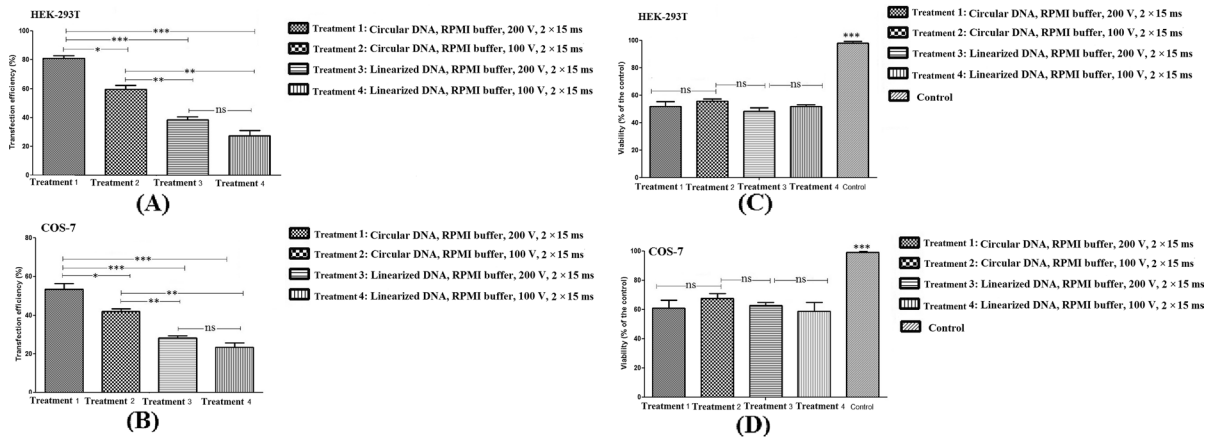 HEK-293T
Transfection efficiency (%)
100
80
60
40
20
0
***
***
*
**
**
ns
Treatment 1
Treatment 2
Treatment 3
Treatment 4
(A)
Treatment 1: Circular DNA, RPMI buffer, 200 V, 2 × 15 ms
Treatment 2: Circular DNA, RPMI buffer, 100 V, 2 × 15 ms
Treatment 3: Linearized DNA, RPMI buffer, 200 V, 2 × 15 ms
Treatment 4: Linearized DNA, RPMI buffer, 100 V, 2 × 15 ms
COS-7
Transfection efficiency (%)
80
60
40
20
0
***
***
*
**
**
ns
Treatment 1
Treatment 2
Treatment 3
Treatment 4
(B)
Treatment 1: Circular DNA, RPMI buffer, 200 V, 2 × 15 ms
Treatment 2: Circular DNA, RPMI buffer, 100 V, 2 × 15 ms
Treatment 3: Linearized DNA, RPMI buffer, 200 V, 2 × 15 ms
Treatment 4: Linearized DNA, RPMI buffer, 100 V, 2 × 15 ms
HEK-293T
Viability (% of the control)
100
80
60
40
20
0
ns
ns
ns
***
Treatment 1
Treatment 2
Treatment 3
Treatment 4
Control
(C)
Treatment 1: Circular DNA, RPMI buffer, 200 V, 2 × 15 ms
Treatment 2: Circular DNA, RPMI buffer, 100 V, 2 × 15 ms
Treatment 3: Linearized DNA, RPMI buffer, 200 V, 2 × 15 ms
Treatment 4: Linearized DNA, RPMI buffer, 100 V, 2 × 15 ms
Control
COS-7
Viability (% of the control)
100
80
60
40
20
0
ns
ns
ns
***
Treatment 1
Treatment 2
Treatment 3
Treatment 4
Control
(D)
Treatment 1: Circular DNA, RPMI buffer, 200 V, 2 × 15 ms
Treatment 2: Circular DNA, RPMI buffer, 100 V, 2 × 15 ms
Treatment 3: Linearized DNA, RPMI buffer, 200 V, 2 × 15 ms
Treatment 4: Linearized DNA, RPMI buffer, 100 V, 2 × 15 ms
Control